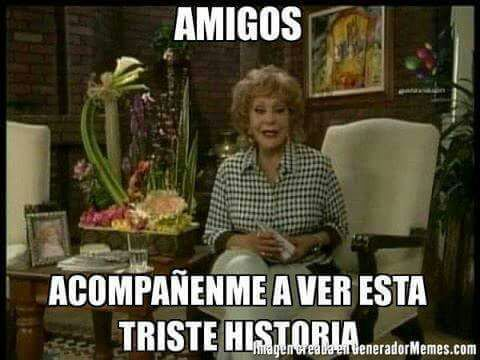 AMIGOS
ACOMPAÑENME A VER ESTA
TRISTE HISTORIA
Imagen creada en GeneradorMemes.com